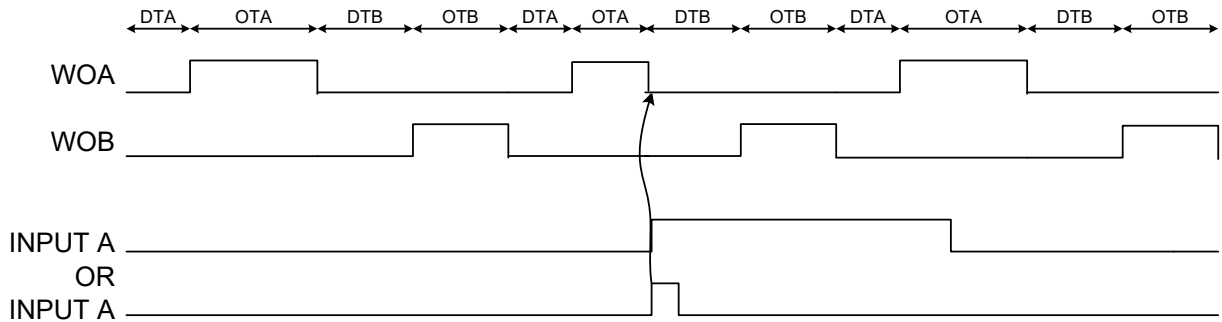 DTA OTA DTB OTB DTA OTA DTB OTB DTA OTA DTB OTB
WOA
WOB
INPUT A
OR
INPUT A